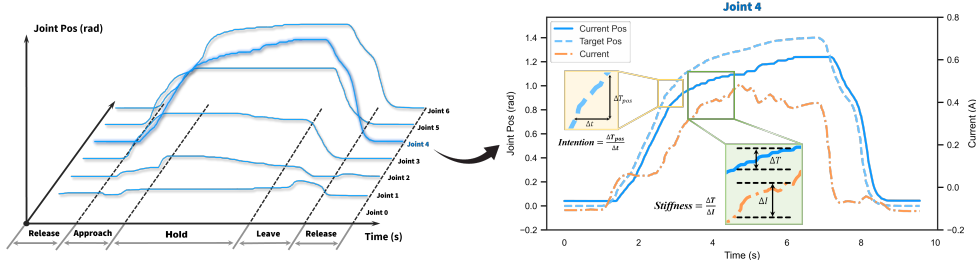 Joint Pos (rad)
Joint 6
Joint 5
Joint 4
Joint 3
Joint 2
Joint 1
Joint 0
Time (s)
Release
Approach
Hold
Leave
Release
Joint 4
Current Pos
Target Pos
Current
ΔT_pos
Δt
Intention = ΔT_pos / Δt
ΔT
ΔI
Stiffness = ΔT / ΔI
Joint Pos (rad)
1.4
1.2
1.0
0.8
0.6
0.4
0.2
0.0
−0.2
0
2
4
6
8
10
Time (s)
0.8
0.6
0.4
0.2
0.0
−0.2
Current (A)